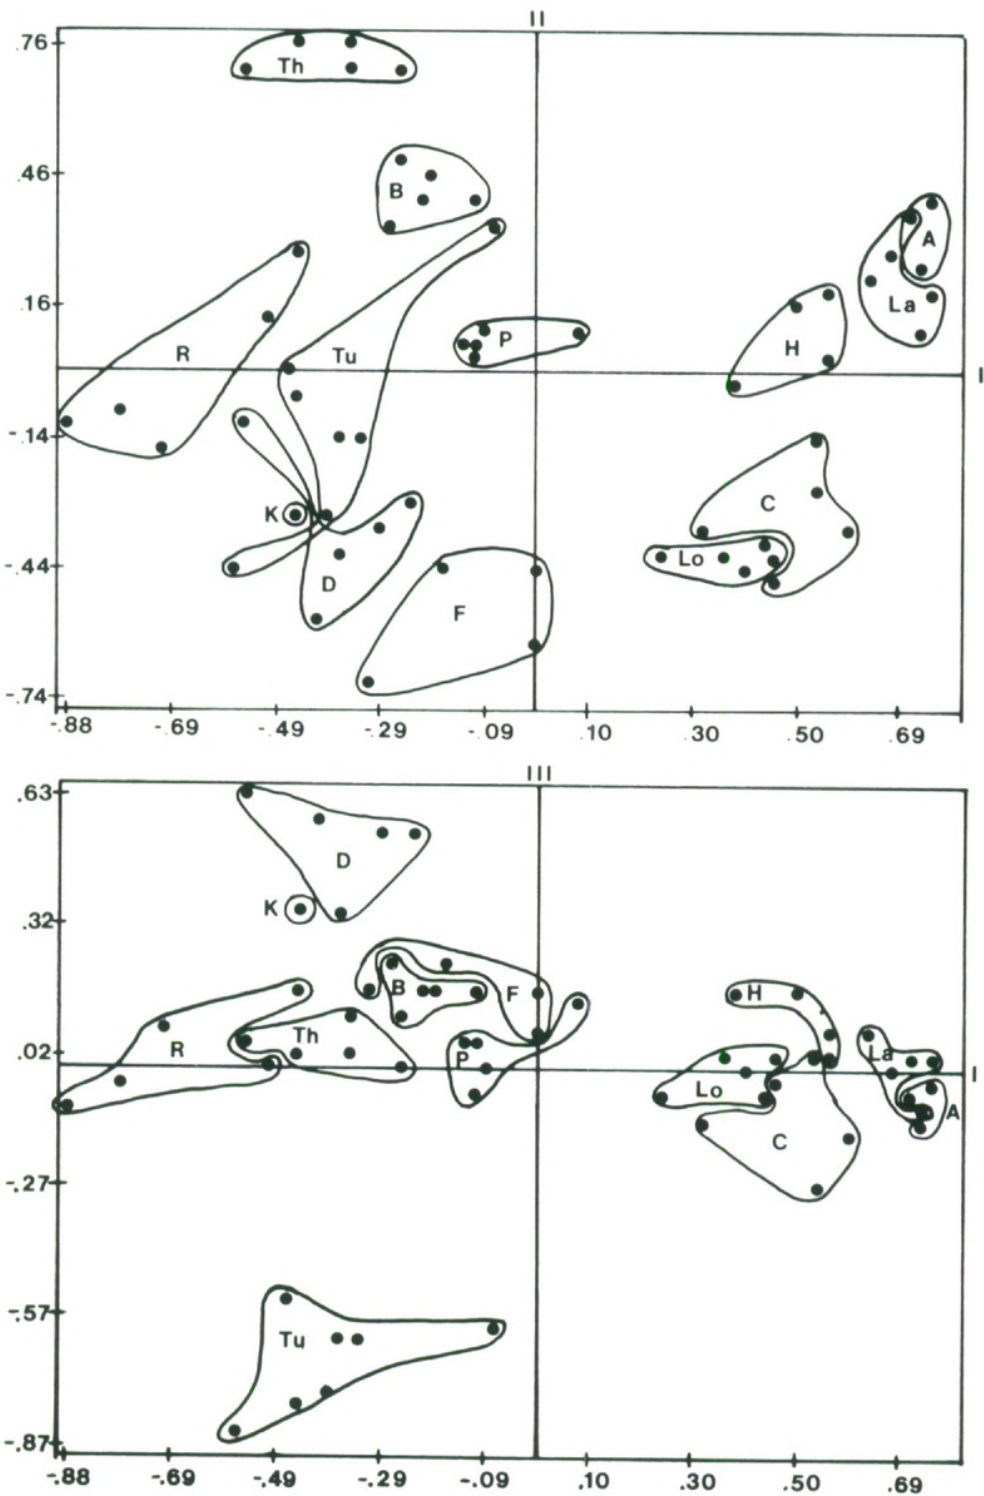 II
.76
Th
.46
B
A
.16
La
R
Tu
P
H
I
-.14
K
C
-.44
Lo
D
F
-.74
-.88 -.69 -.49 -.29 -.09 .10 .30 .50 .69
III
.63
D
K
.32
B
F
H
R
Th
.02
P
La
I
Lo
A
C
-.27
-.57
Tu
-.87
-.88 -.69 -.49 -.29 -.09 .10 .30 .50 .69